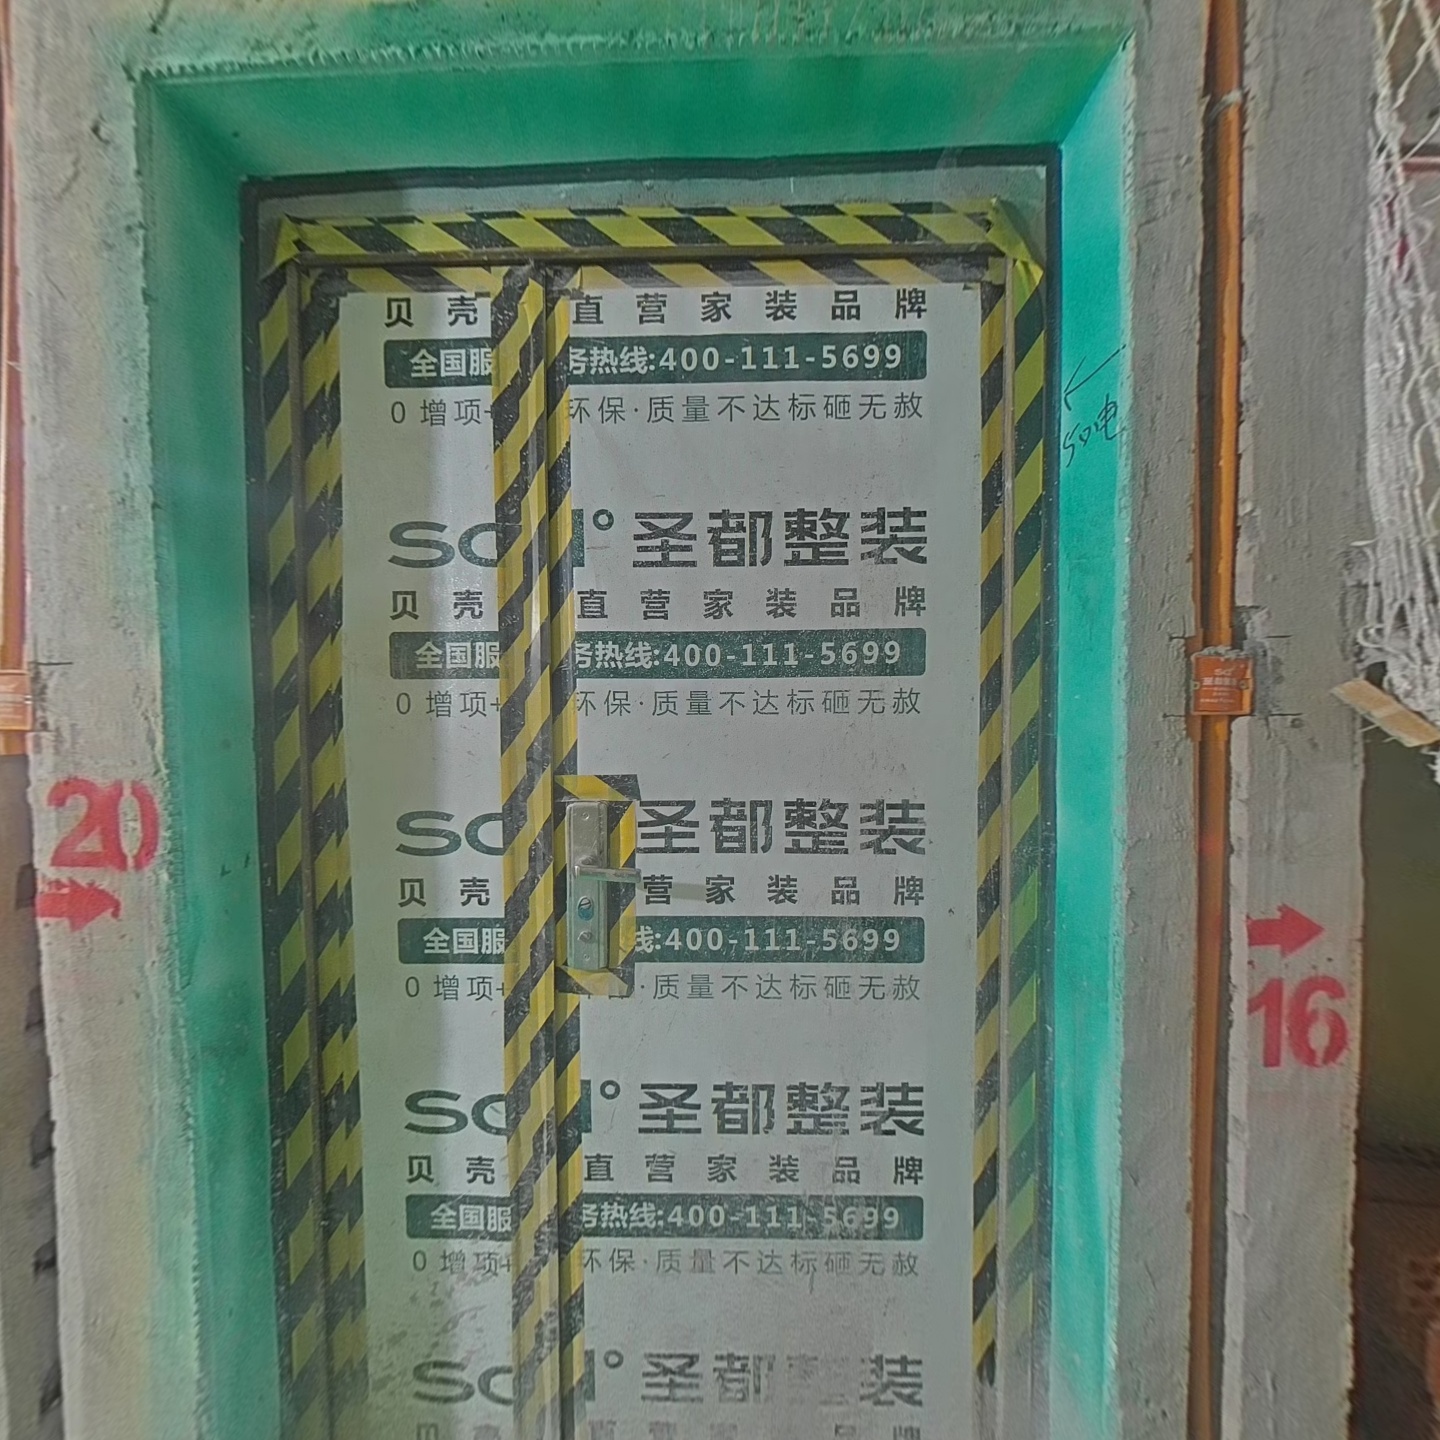 贝壳 直营家装品牌
全国服务热线:400-111-5699
0增项+ 环保·质量不达标砸无赦
50电
圣都整装
贝壳 直营家装品牌
全国服务热线:400-111-5699
0增项+ 环保·质量不达标砸无赦
20
圣都整装
贝壳 营家装品牌
全国服 线:400-111-5699
0增项+ ·质量不达标砸无赦
16
圣都整装
贝壳 直营家装品牌
全国服务热线:400-111-5699
0增项+ 环保·质量不达标砸无赦
圣都整装